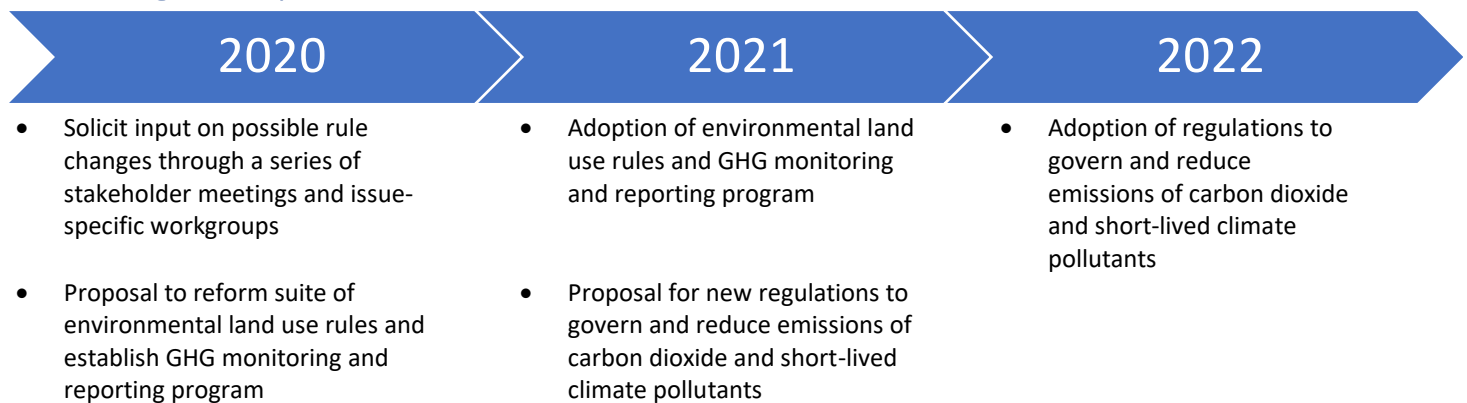 2020
2021
2022
• Solicit input on possible rule
changes through a series of
stakeholder meetings and issue-
specific workgroups
• Proposal to reform suite of
environmental land use rules and
establish GHG monitoring and
reporting program
• Adoption of environmental land
use rules and GHG monitoring
and reporting program
• Proposal for new regulations to
govern and reduce emissions of
carbon dioxide and short-lived
climate pollutants
• Adoption of regulations to
govern and reduce
emissions of carbon dioxide
and short-lived climate
pollutants